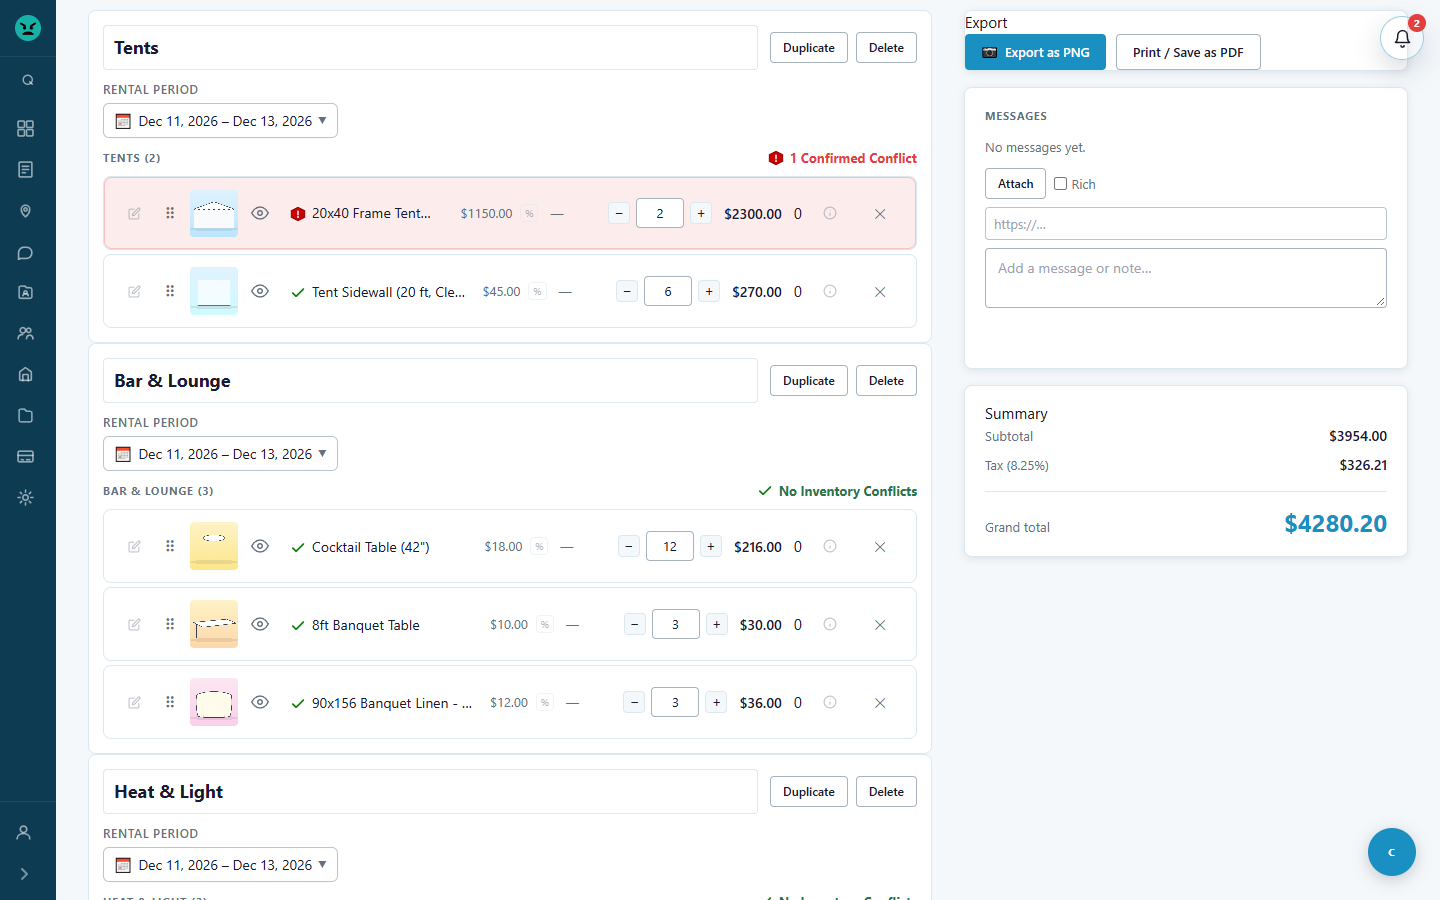 Tents
Duplicate
Delete
RENTAL PERIOD
Dec 11, 2026 – Dec 13, 2026 ▼
TENTS (2)
1 Confirmed Conflict
20x40 Frame Tent...
$1150.00
%
—
−
2
+
$2300.00
0
Tent Sidewall (20 ft, Cle...
$45.00
%
—
−
6
+
$270.00
0
Bar & Lounge
Duplicate
Delete
RENTAL PERIOD
Dec 11, 2026 – Dec 13, 2026 ▼
BAR & LOUNGE (3)
No Inventory Conflicts
Cocktail Table (42")
$18.00
%
—
−
12
+
$216.00
0
8ft Banquet Table
$10.00
%
—
−
3
+
$30.00
0
90x156 Banquet Linen - ...
$12.00
%
—
−
3
+
$36.00
0
Heat & Light
Duplicate
Delete
RENTAL PERIOD
Dec 11, 2026 – Dec 13, 2026 ▼
Export
Export as PNG
Print / Save as PDF
2
MESSAGES
No messages yet.
Attach
Rich
https://...
Add a message or note...
Summary
Subtotal
$3954.00
Tax (8.25%)
$326.21
Grand total
$4280.20
C